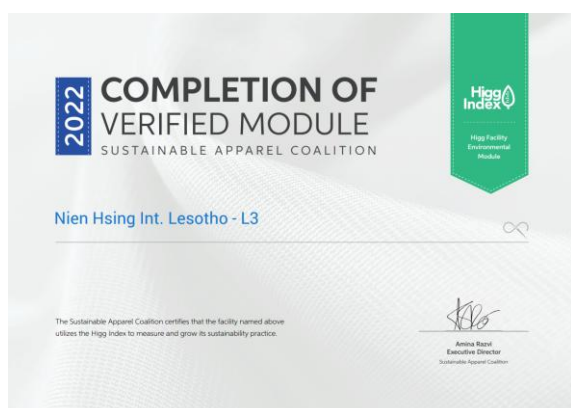 2022
COMPLETION OF
VERIFIED MODULE
SUSTAINABLE APPAREL COALITION
Higg
Index
Higg Facility
Environmental
Module
Nien Hsing Int. Lesotho - L3
The Sustainable Apparel Coalition certifies that the facility named above
utilizes the Higg Index to measure and grow its sustainability practice.
Amina Razvi
Executive Director
Sustainable Apparel Coalition